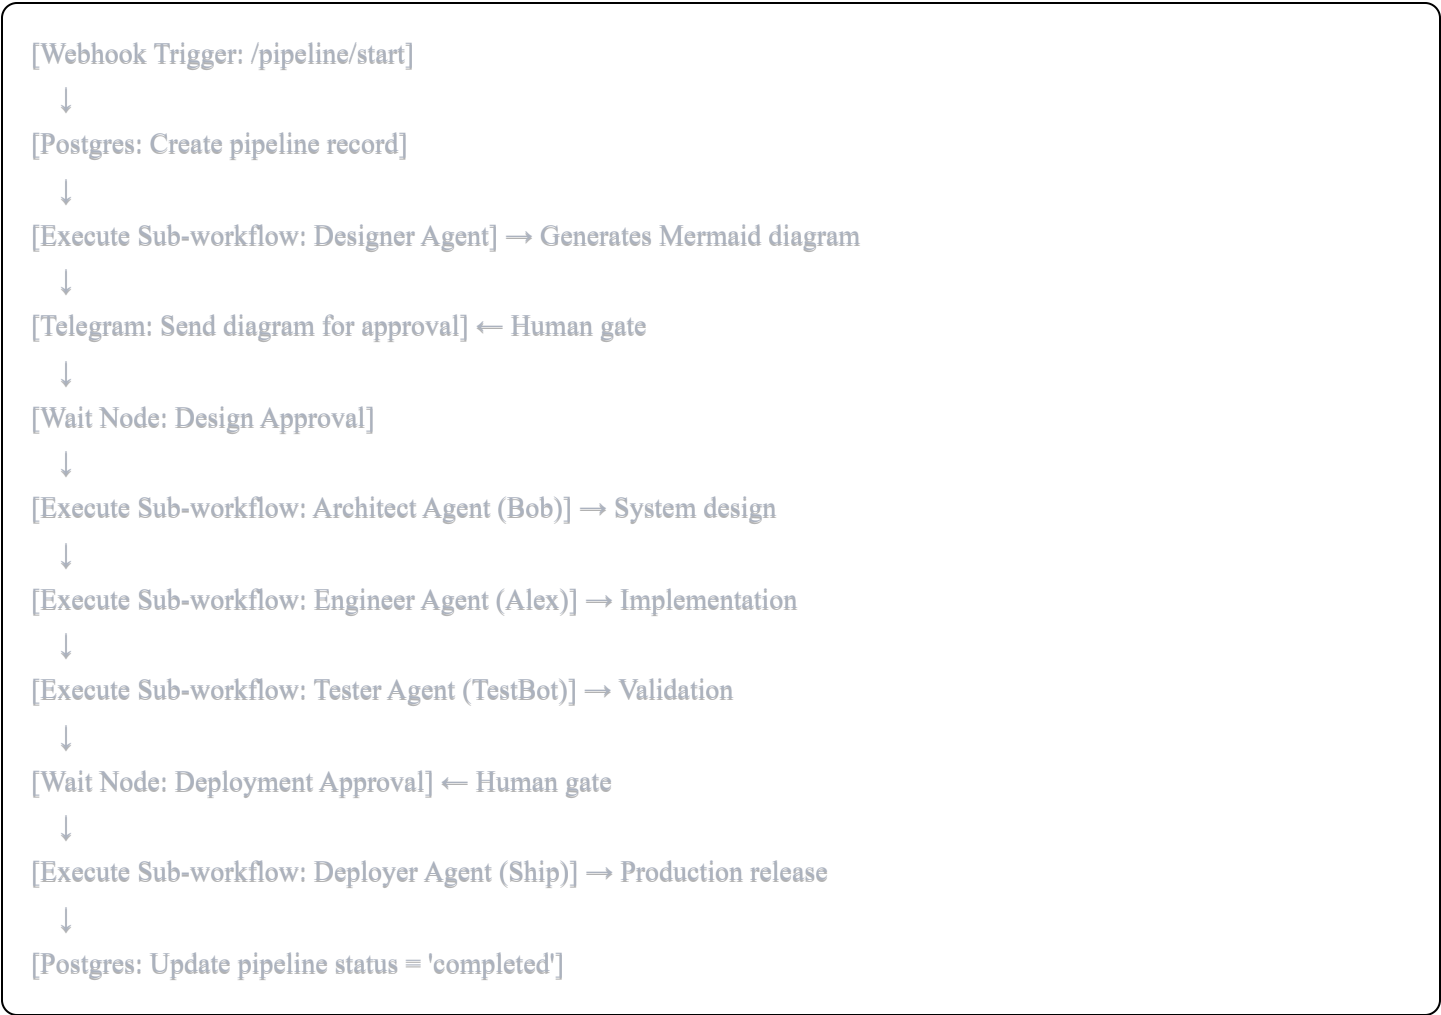 [Webhook Trigger: /pipeline/start]
↓
[Postgres: Create pipeline record]
↓
[Execute Sub-workflow: Designer Agent] → Generates Mermaid diagram
↓
[Telegram: Send diagram for approval] ← Human gate
↓
[Wait Node: Design Approval]
↓
[Execute Sub-workflow: Architect Agent (Bob)] → System design
↓
[Execute Sub-workflow: Engineer Agent (Alex)] → Implementation
↓
[Execute Sub-workflow: Tester Agent (TestBot)] → Validation
↓
[Wait Node: Deployment Approval] ← Human gate
↓
[Execute Sub-workflow: Deployer Agent (Ship)] → Production release
↓
[Postgres: Update pipeline status = 'completed']